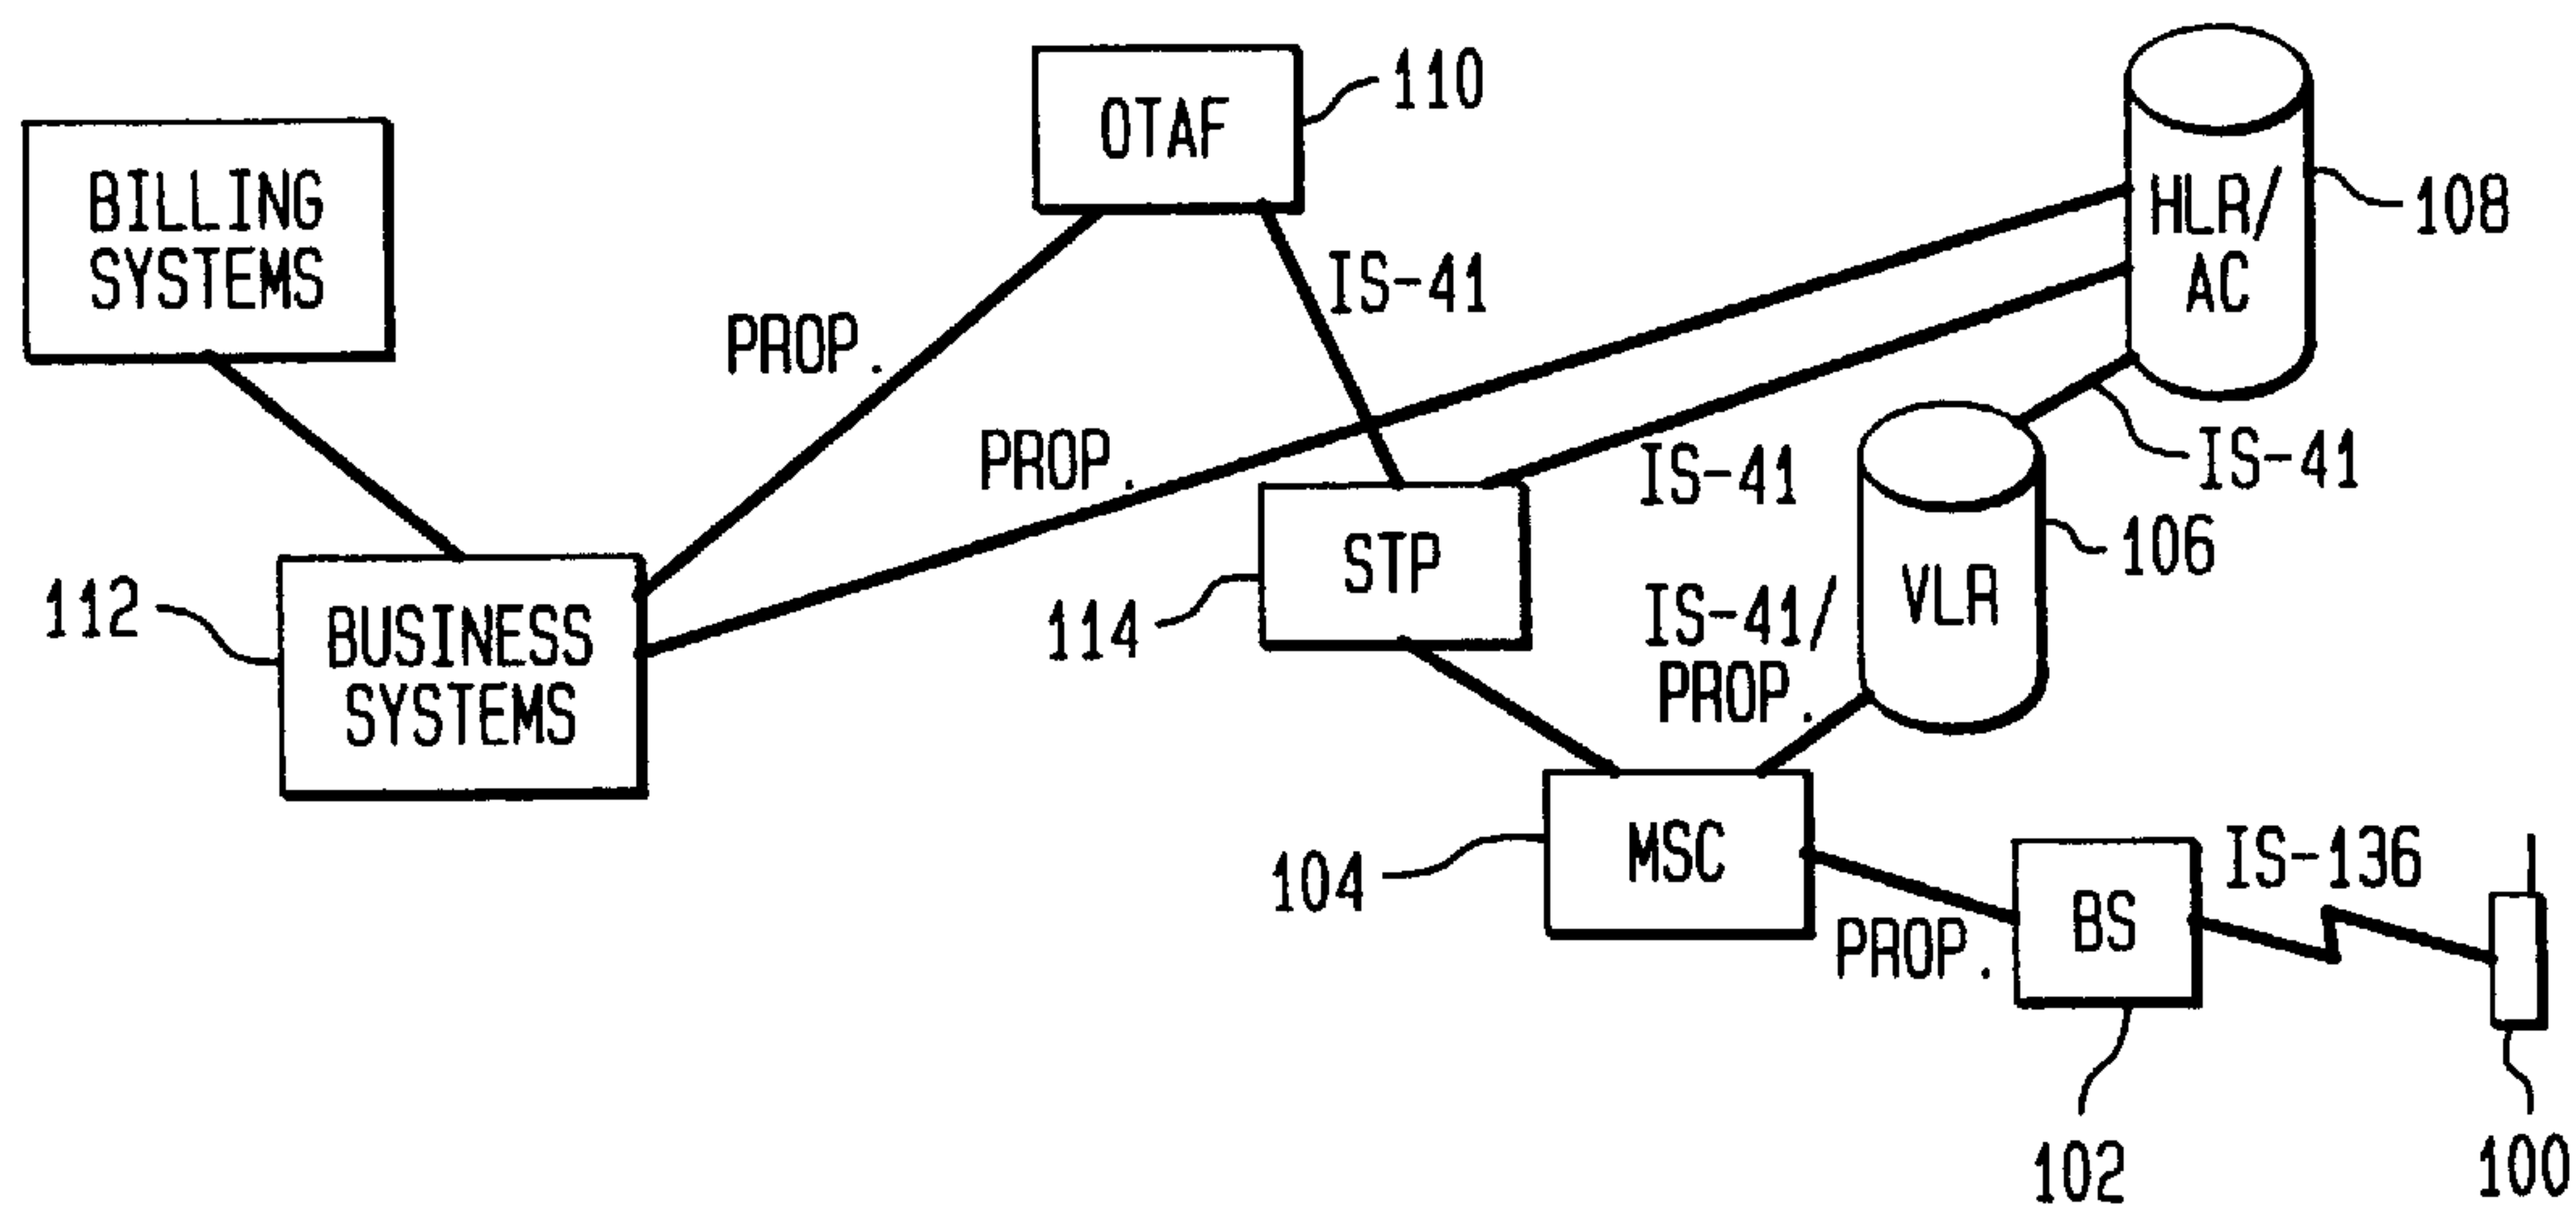 110
OTAF
BILLING
SYSTEMS
HLR/
AC
108
IS-41
PROP.
PROP.
IS-41
IS-41
STP
114
VLR
106
112
BUSINESS
SYSTEMS
IS-41/
PROP.
MSC
104
PROP.
BS
IS-136
102
100